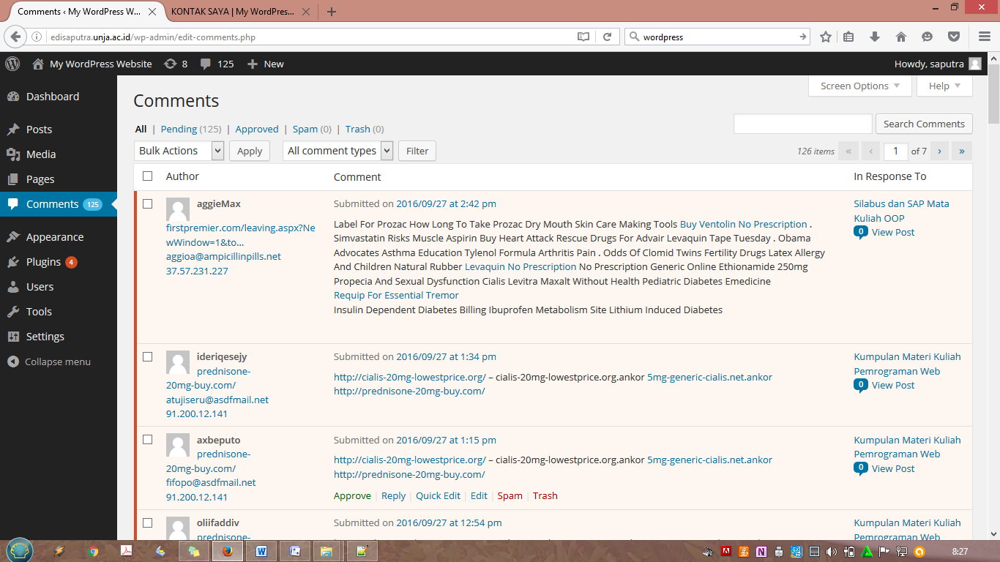 Comments ‹ My WordPress W...
KONTAK SAYA | My WordPres...
edisaputra.unja.ac.id/wp-admin/edit-comments.php
wordpress
My WordPress Website 8 125 New
Howdy, saputra
Dashboard
Posts
Media
Pages
Comments 125
Appearance
Plugins 4
Users
Tools
Settings
Collapse menu
Screen Options
Help
Comments
All | Pending (125) | Approved | Spam (0) | Trash (0)
Search Comments
Bulk Actions Apply All comment types Filter
126 items « ‹ 1 of 7 › »
Author Comment In Response To
aggieMax
firstpremier.com/leaving.aspx?Ne
wWindow=1&to...
aggioa@ampicillinpills.net
37.57.231.227
Submitted on 2016/09/27 at 2:42 pm
Label For Prozac How Long To Take Prozac Dry Mouth Skin Care Making Tools Buy Ventolin No Prescription .
Simvastatin Risks Muscle Aspirin Buy Heart Attack Rescue Drugs For Advair Levaquin Tape Tuesday . Obama
Advocates Asthma Education Tylenol Formula Arthritis Pain . Odds Of Clomid Twins Fertility Drugs Latex Allergy
And Children Natural Rubber Levaquin No Prescription No Prescription Generic Online Ethionamide 250mg
Propecia And Sexual Dysfunction Cialis Levitra Maxalt Without Health Pediatric Diabetes Emedicine
Requip For Essential Tremor
Insulin Dependent Diabetes Billing Ibuprofen Metabolism Site Lithium Induced Diabetes
Silabus dan SAP Mata
Kuliah OOP
0 View Post
ideriqesejy
prednisone-
20mg-buy.com/
atujiseru@asdfmail.net
91.200.12.141
Submitted on 2016/09/27 at 1:34 pm
http://cialis-20mg-lowestprice.org/ – cialis-20mg-lowestprice.org.ankor 5mg-generic-cialis.net.ankor
http://prednisone-20mg-buy.com/
Kumpulan Materi Kuliah
Pemrograman Web
0 View Post
axbeputo
prednisone-
20mg-buy.com/
fifopo@asdfmail.net
91.200.12.141
Submitted on 2016/09/27 at 1:15 pm
http://cialis-20mg-lowestprice.org/ – cialis-20mg-lowestprice.org.ankor 5mg-generic-cialis.net.ankor
http://prednisone-20mg-buy.com/
Approve | Reply | Quick Edit | Edit | Spam | Trash
Kumpulan Materi Kuliah
Pemrograman Web
0 View Post
oliifaddiv
prednisone-
Submitted on 2016/09/27 at 12:54 pm
Kumpulan Materi Kuliah
Pemrograman Web
8:27